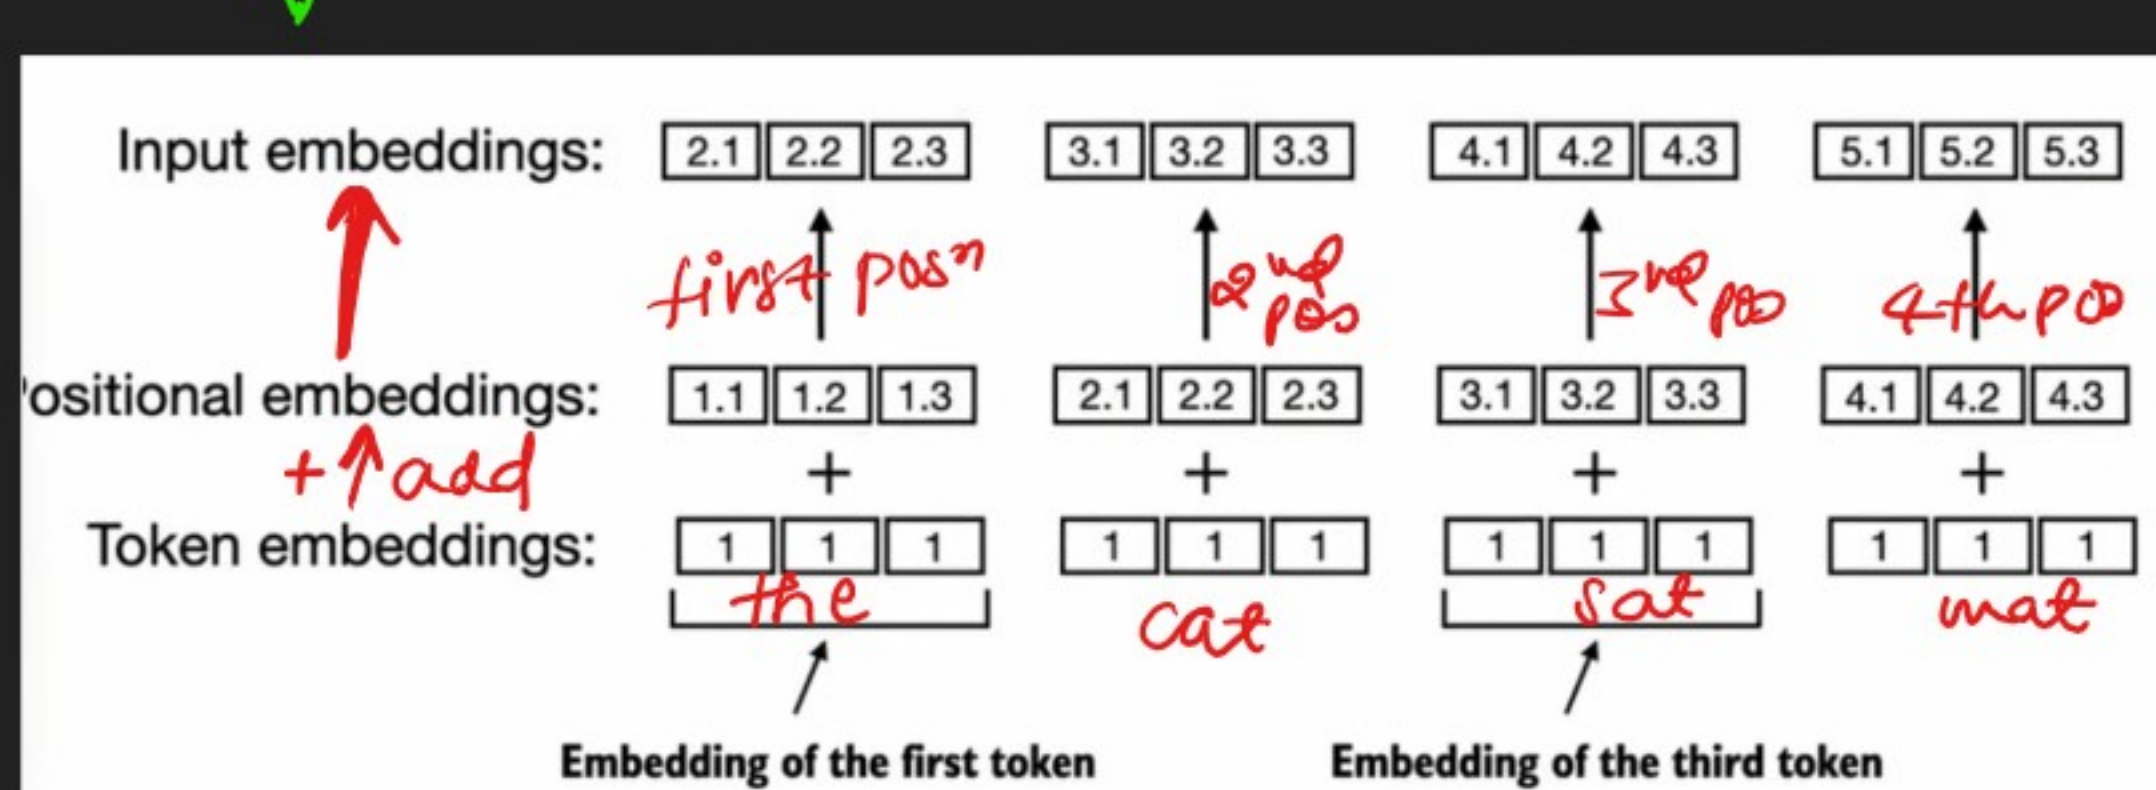 Input embeddings: 2.1 2.2 2.3 3.1 3.2 3.3 4.1 4.2 4.3 5.1 5.2 5.3
first posn 2nd pos 3rd pos 4th pos
ositional embeddings: 1.1 1.2 1.3 2.1 2.2 2.3 3.1 3.2 3.3 4.1 4.2 4.3
+ add + + + +
Token embeddings: 1 1 1 1 1 1 1 1 1 1 1 1
the cat sat mat
Embedding of the first token Embedding of the third token